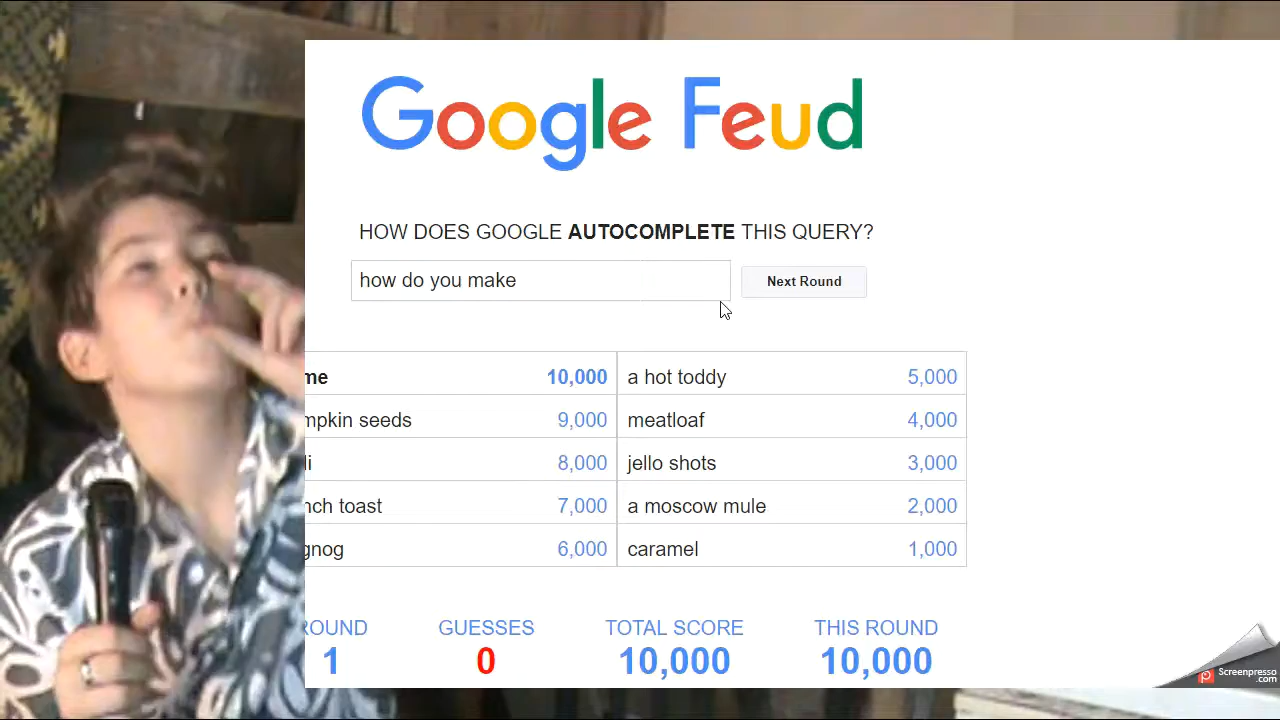 Google Feud
HOW DOES GOOGLE AUTOCOMPLETE THIS QUERY?
how do you make
Next Round
me 10,000 a hot toddy 5,000
mpkin seeds 9,000 meatloaf 4,000
li 8,000 jello shots 3,000
nch toast 7,000 a moscow mule 2,000
gnog 6,000 caramel 1,000
ROUND GUESSES TOTAL SCORE THIS ROUND
1 0 10,000 10,000
Screenpresso
.com